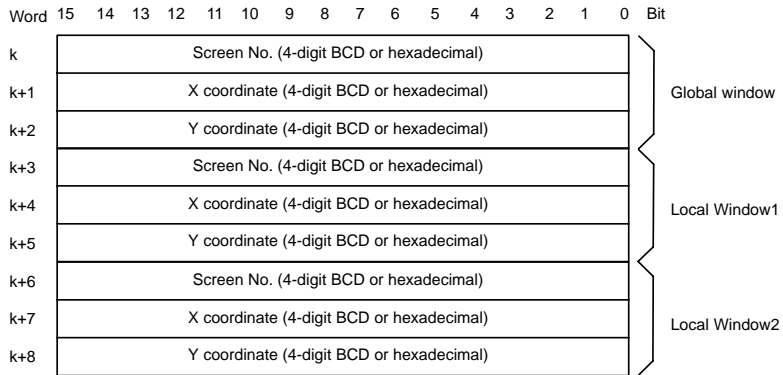 Word 15 14 13 12 11 10 9 8 7 6 5 4 3 2 1 0 Bit
k Screen No. (4-digit BCD or hexadecimal)
k+1 X coordinate (4-digit BCD or hexadecimal) Global window
k+2 Y coordinate (4-digit BCD or hexadecimal)
k+3 Screen No. (4-digit BCD or hexadecimal)
k+4 X coordinate (4-digit BCD or hexadecimal) Local Window1
k+5 Y coordinate (4-digit BCD or hexadecimal)
k+6 Screen No. (4-digit BCD or hexadecimal)
k+7 X coordinate (4-digit BCD or hexadecimal) Local Window2
k+8 Y coordinate (4-digit BCD or hexadecimal)